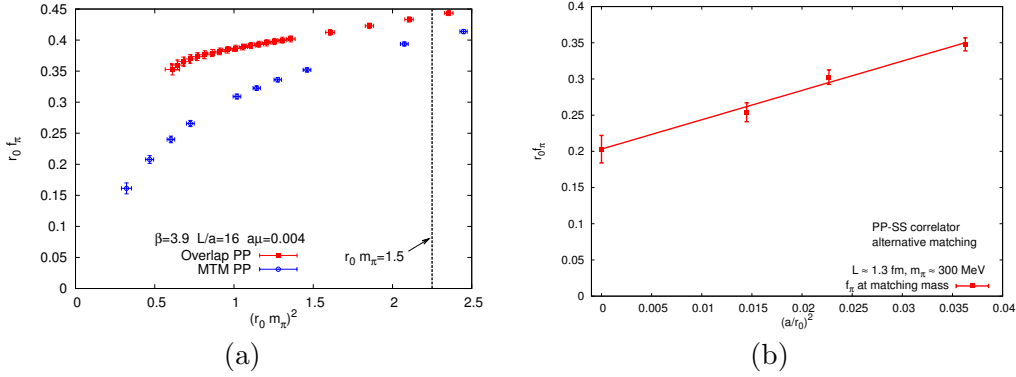 0.45
0.4
0.35
0.3
0.25
0.2
0.15
0.1
0.05
0
r₀ fπ
β=3.9 L/a=16 aμ=0.004
Overlap PP
MTM PP
r₀ mπ=1.5
0 0.5 1 1.5 2 2.5
(r₀ mπ)²
(a)
0.4
0.35
0.3
0.25
0.2
0.15
0.1
0.05
0
r₀fπ
PP-SS correlator
alternative matching
L ≈ 1.3 fm, mπ ≈ 300 MeV
fπ at matching mass
0 0.005 0.01 0.015 0.02 0.025 0.03 0.035 0.04
(a/r₀)²
(b)